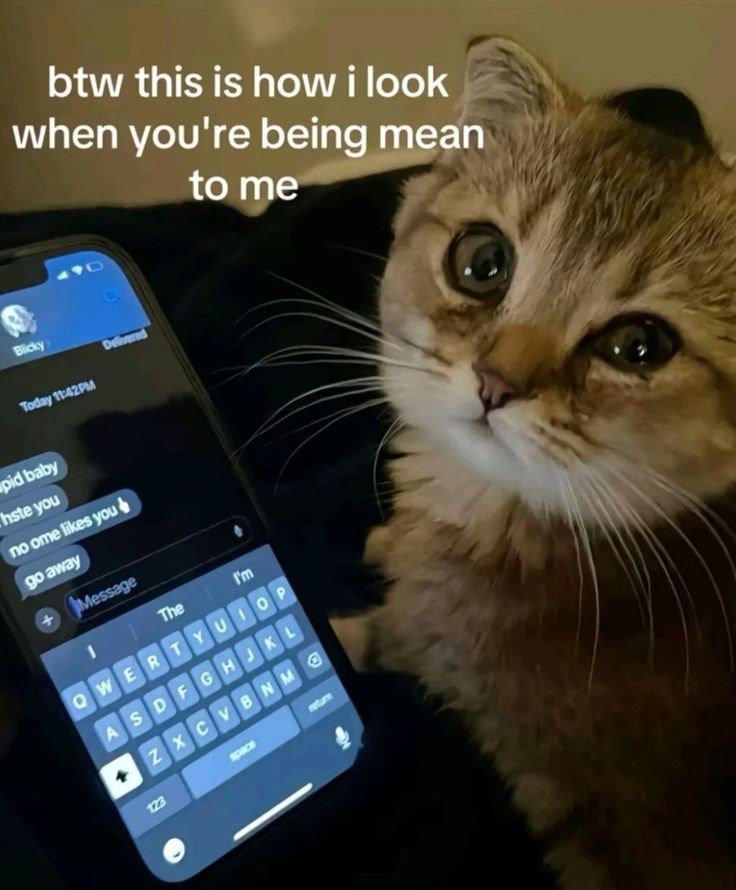 btw this is how i look
when you're being mean
to me
Blicky
Delivered
Today 11:42PM
pid baby
hste you
no ome likes you
go away
Message
I The I'm
Q W E R T Y U I O P
A S D F G H J K L
Z X C V B N M
123 space return